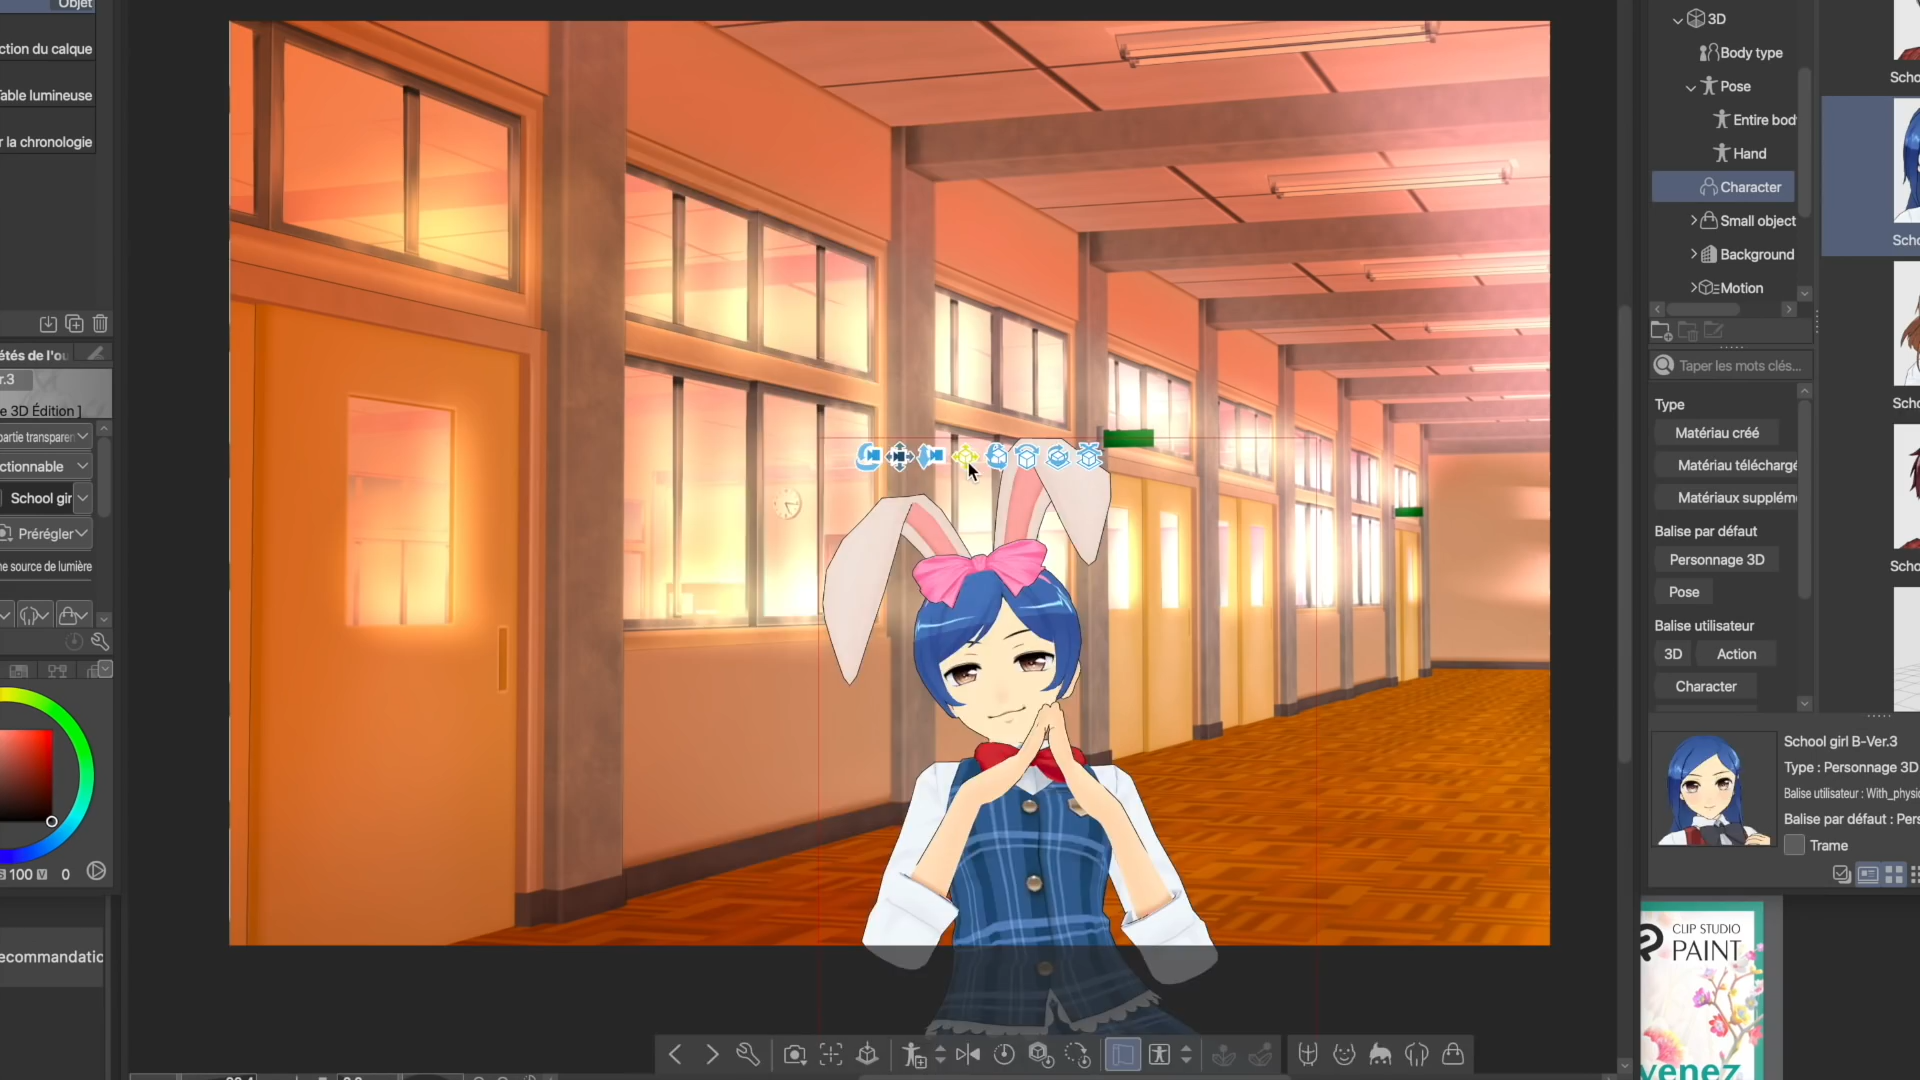 Objet
ction du calque
able lumineuse
r la chronologie
étés de l'ou
r.3
e 3D Édition ]
partie transparen
ctionnable
School gir
Prérégler
ne source de lumière
S 100 V 0
ecommandatio
3D
Body type
Pose
Entire bod
Hand
Character
Small object
Background
Motion
Taper les mots clés...
Type
Matériau créé
Matériau télécharge
Matériaux supplém
Balise par défaut
Personnage 3D
Pose
Balise utilisateur
3D
Action
Character
Scho
Scho
Scho
Scho
School girl B-Ver.3
Type : Personnage 3D
Balise utilisateur : With_physic
Balise par défaut : Pers
Trame
CLIP STUDIO
PAINT
venez